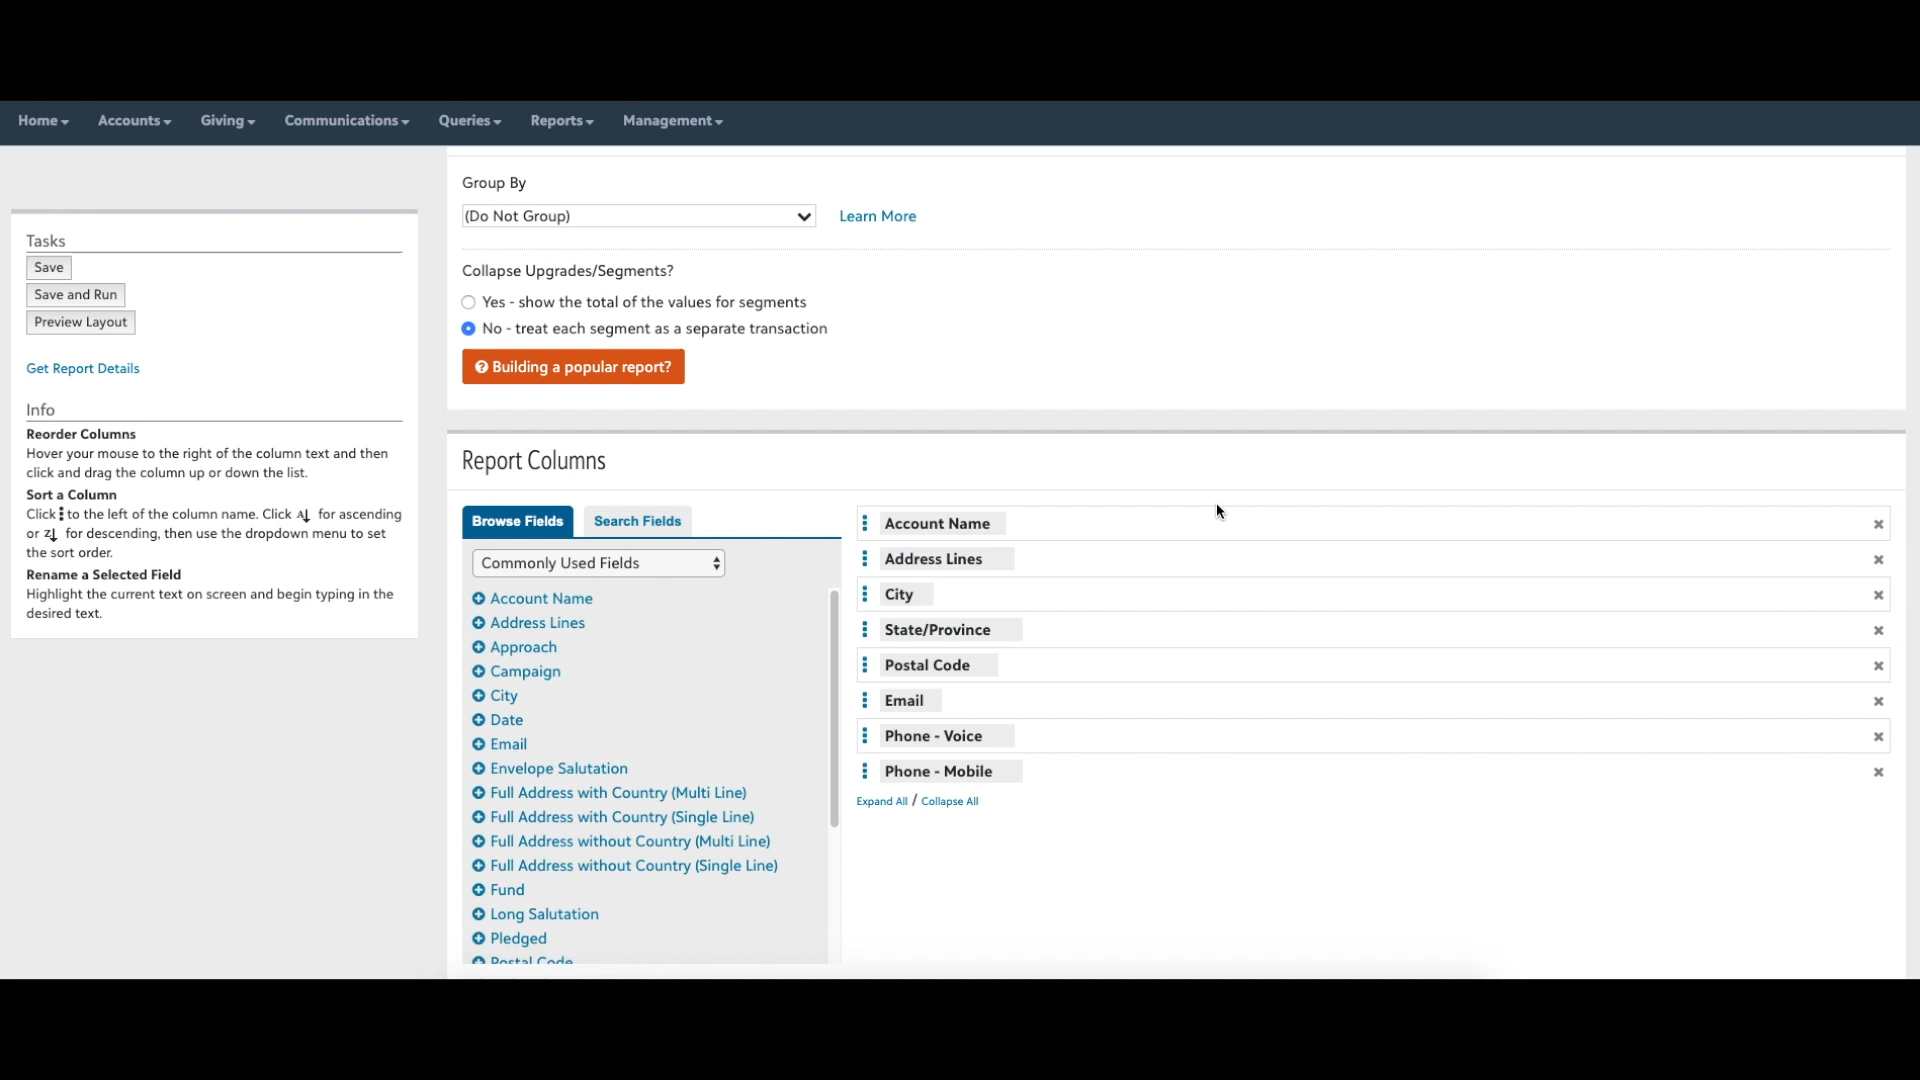 Home Accounts Giving Communications Queries Reports Management
Group By
(Do Not Group) Learn More
Collapse Upgrades/Segments?
Yes - show the total of the values for segments
No - treat each segment as a separate transaction
Building a popular report?
Tasks
Save
Save and Run
Preview Layout
Get Report Details
Info
Reorder Columns
Hover your mouse to the right of the column text and then
click and drag the column up or down the list.
Sort a Column
Click to the left of the column name. Click for ascending
or for descending, then use the dropdown menu to set
the sort order.
Rename a Selected Field
Highlight the current text on screen and begin typing in the
desired text.
Report Columns
Browse Fields Search Fields
Commonly Used Fields
Account Name
Address Lines
Approach
Campaign
City
Date
Email
Envelope Salutation
Full Address with Country (Multi Line)
Full Address with Country (Single Line)
Full Address without Country (Multi Line)
Full Address without Country (Single Line)
Fund
Long Salutation
Pledged
Postal Code
Account Name
Address Lines
City
State/Province
Postal Code
Email
Phone - Voice
Phone - Mobile
Expand All / Collapse All